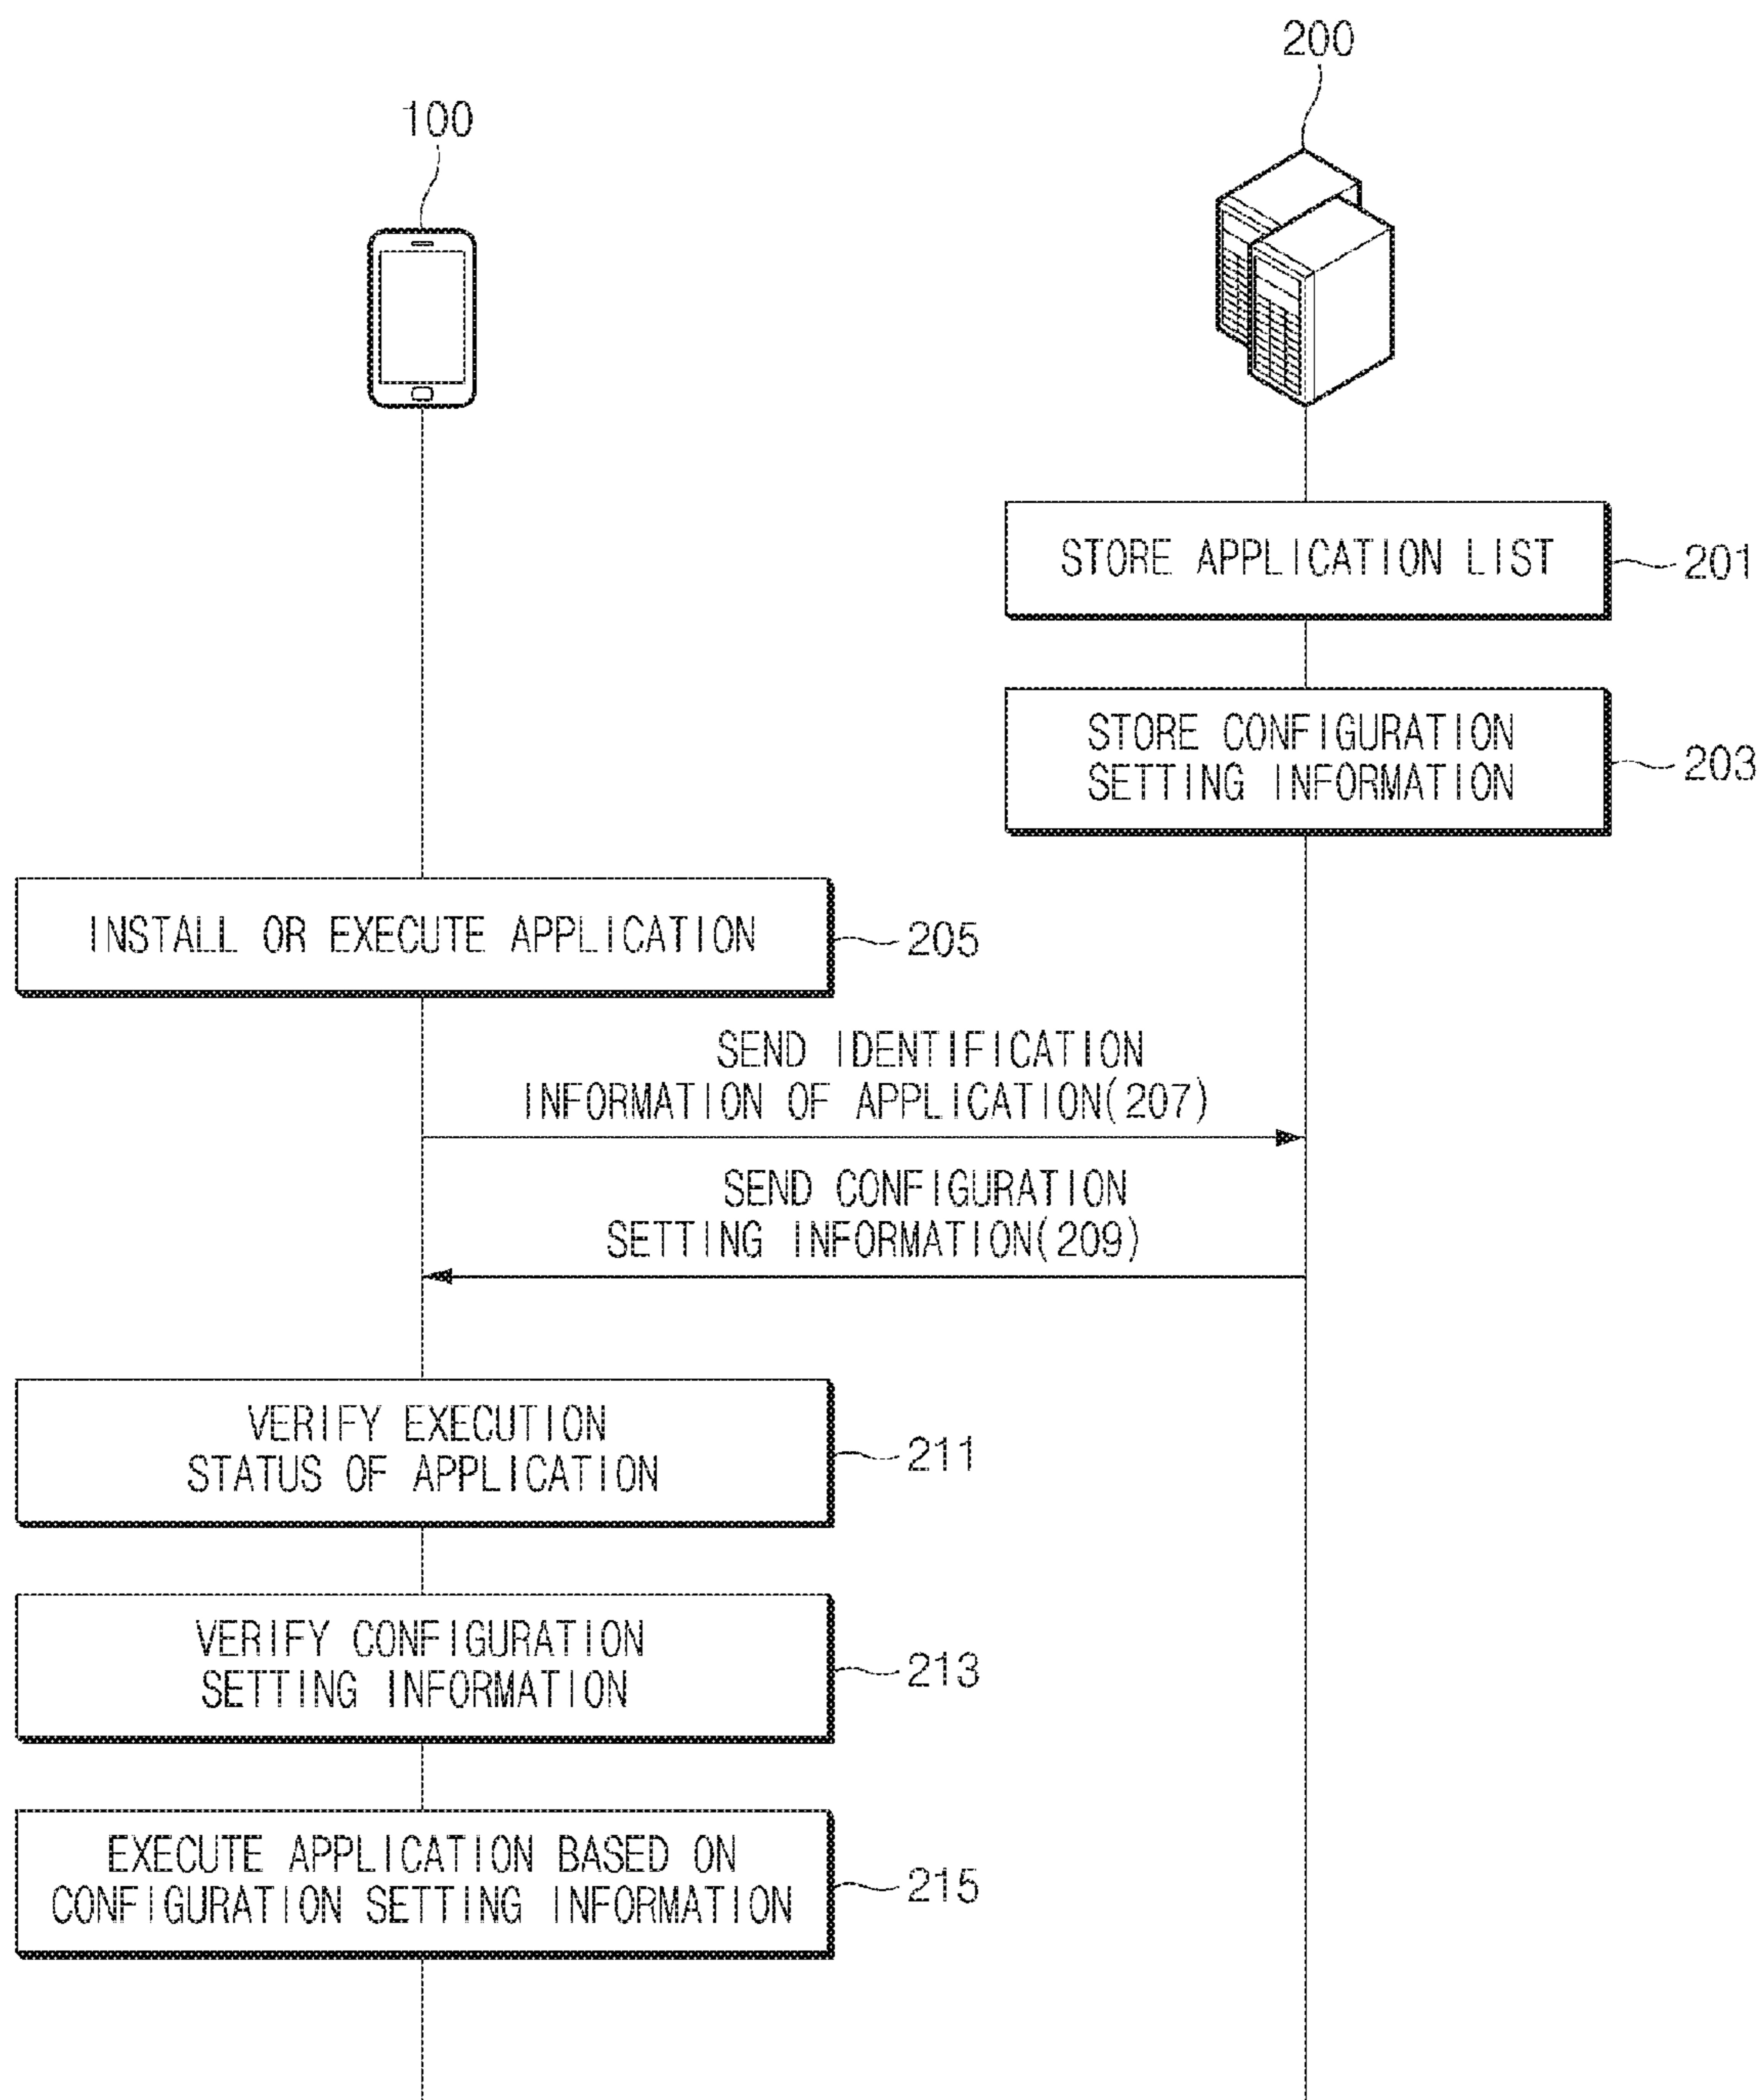 200
100
STORE APPLICATION LIST
201
STORE CONFIGURATION
SETTING INFORMATION
203
INSTALL OR EXECUTE APPLICATION
205
SEND IDENTIFICATION
INFORMATION OF APPLICATION(207)
SEND CONFIGURATION
SETTING INFORMATION(209)
VERIFY EXECUTION
STATUS OF APPLICATION
211
VERIFY CONFIGURATION
SETTING INFORMATION
213
EXECUTE APPLICATION BASED ON
CONFIGURATION SETTING INFORMATION
215